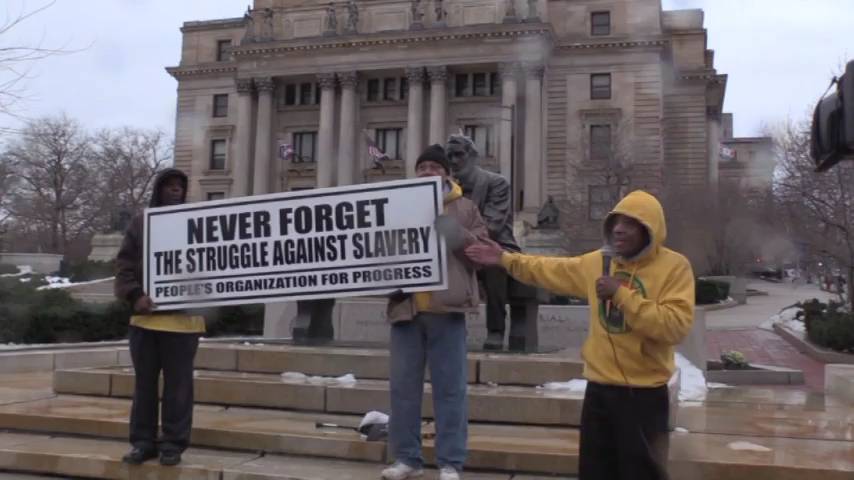 NEVER FORGET
THE STRUGGLE AGAINST SLAVERY
PEOPLE'S ORGANIZATION FOR PROGRESS